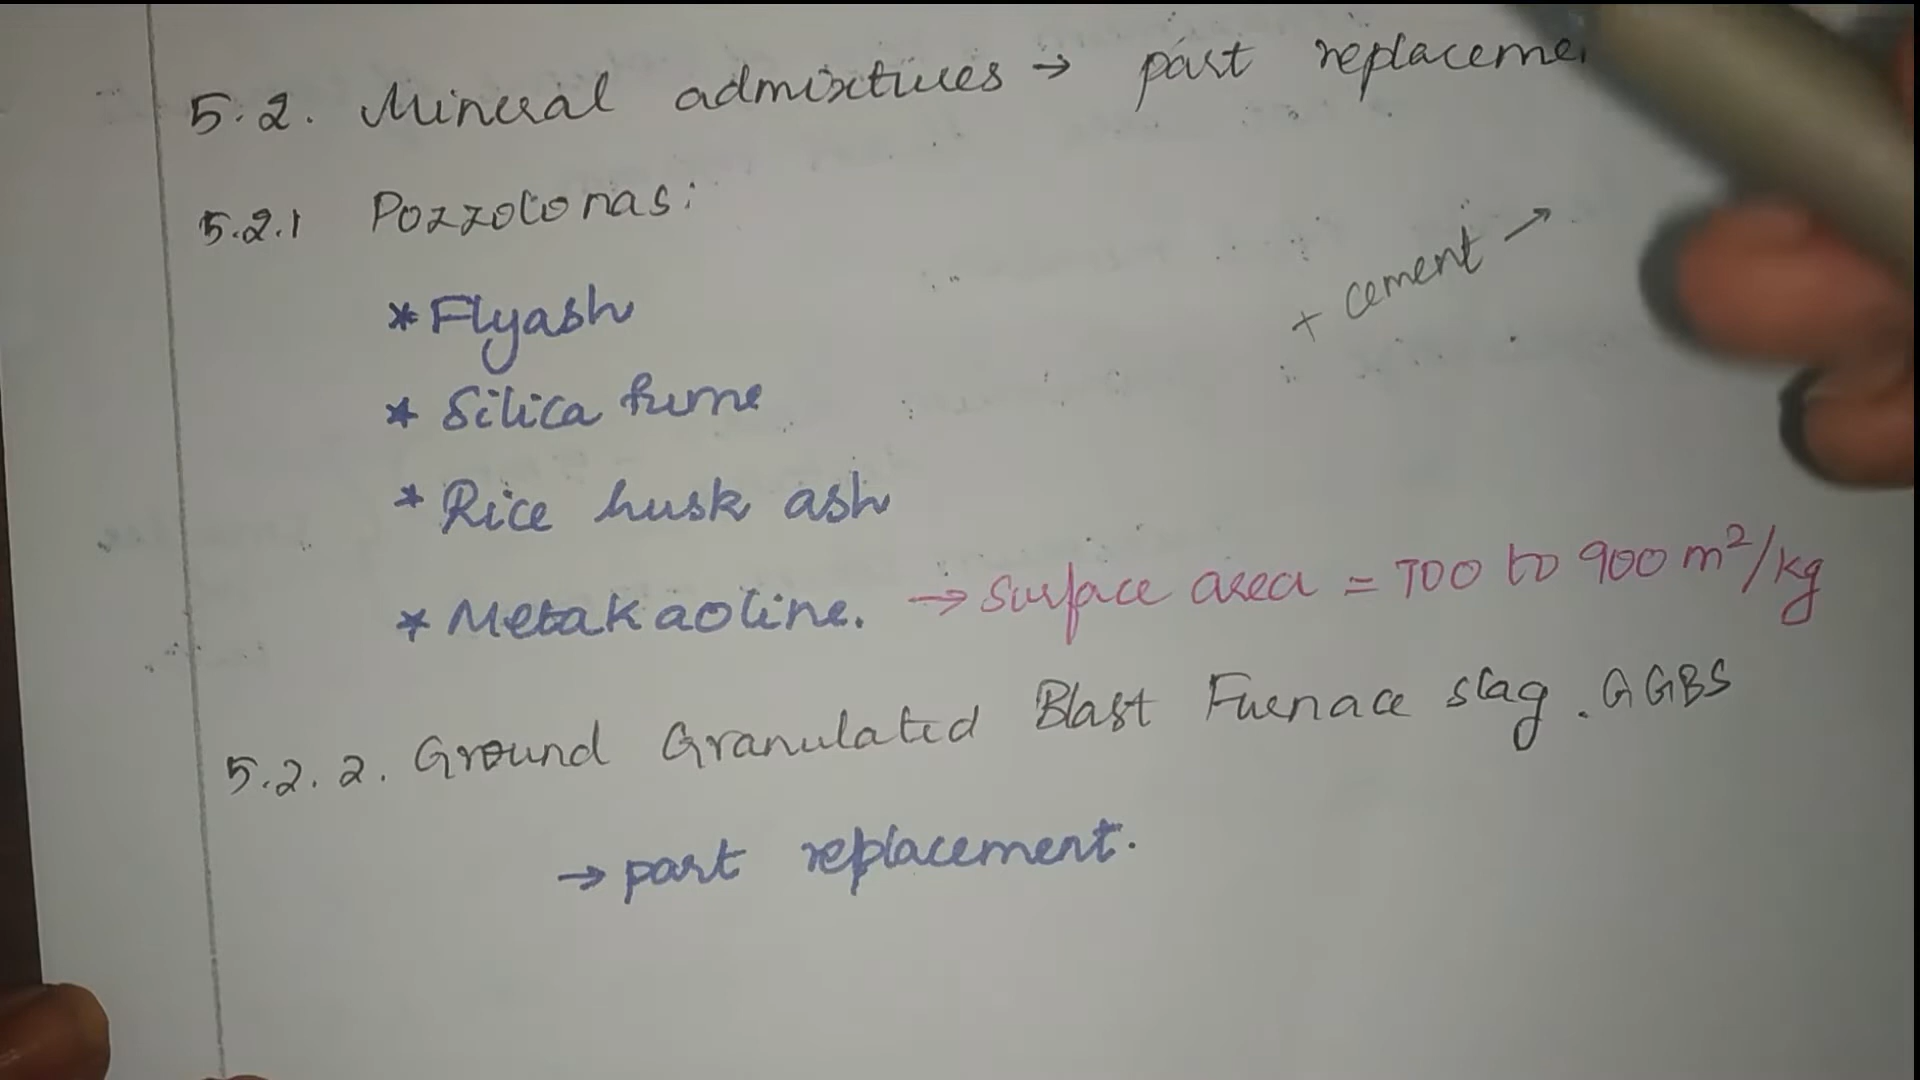 5.2. Mineral admixtures → part replaceme
5.2.1 Pozzolonas:
+ cement →
* Flyash
* Silica fume
* Rice husk ash
* Metakaoline. → Surface area = 700 to 900 m²/kg
5.2.2. Ground Granulated Blast Furnace slag. GGBS
→ part replacement.